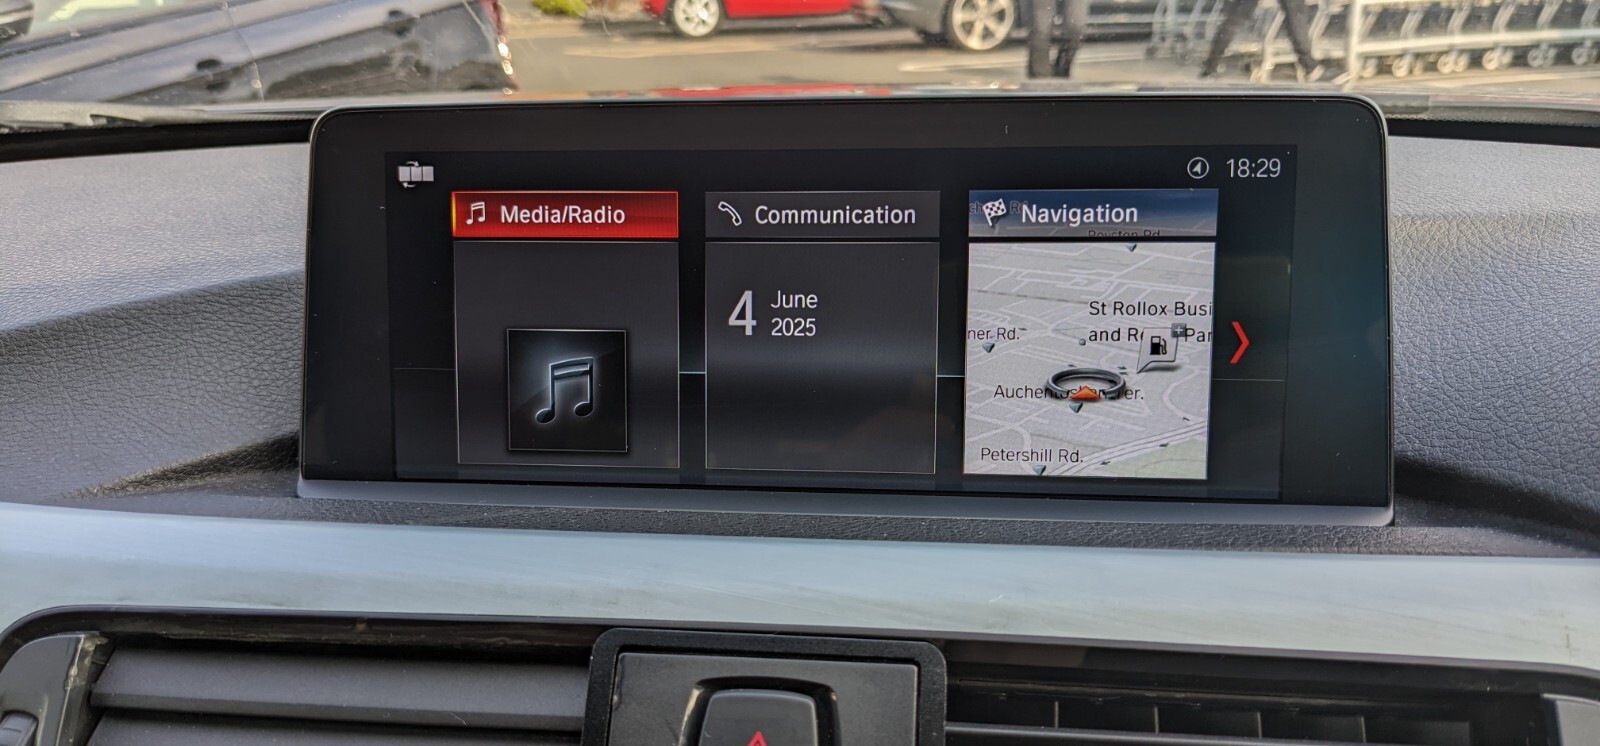 18:29
Media/Radio
Communication
Navigation
4 June
2025
St Rollox Busi
and Par
ner Rd.
Petershill Rd.